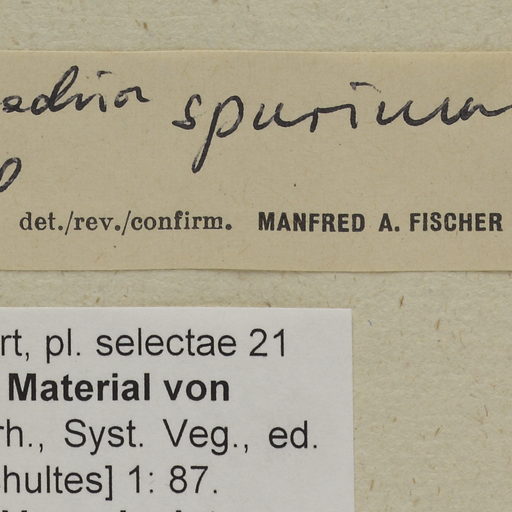 spurium
det./rev./confirm. MANFRED A. FISCHER
rt, pl. selectae 21
Material von
rh., Syst. Veg., ed.
hultes] 1: 87.